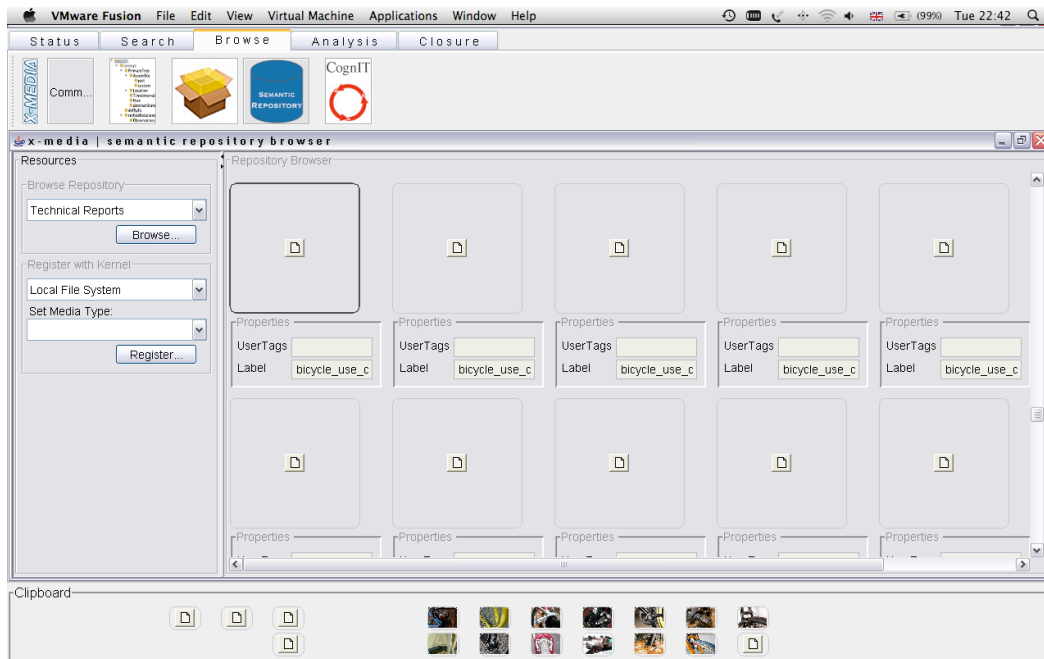 VMware Fusion File Edit View Virtual Machine Applications Window Help (99%) Tue 22:42
Status Search Browse Analysis Closure
X-MEDIA
Comm...
SEMANTIC
REPOSITORY
CognIT
x-media | semantic repository browser
Resources
Repository Browser
Browse Repository
Technical Reports
Browse...
Register with Kernel
Local File System
Set Media Type:
Register...
Properties Properties Properties Properties Properties
UserTags UserTags UserTags UserTags UserTags
Label bicycle_use_c Label bicycle_use_c Label bicycle_use_c Label bicycle_use_c Label bicycle_use_c
Properties Properties Properties Properties Properties
Clipboard